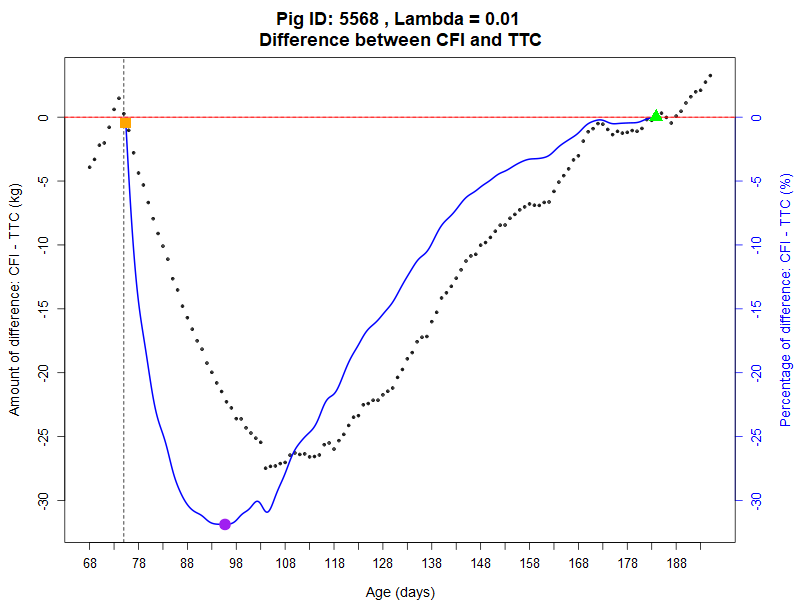 Pig ID: 5568 , Lambda = 0.01
Difference between CFI and TTC
Amount of difference: CFI - TTC (kg)
0
-5
-10
-15
-20
-25
-30
0
-5
-10
-15
-20
-25
-30
Percentage of difference: CFI - TTC (%)
68 78 88 98 108 118 128 138 148 158 168 178 188
Age (days)